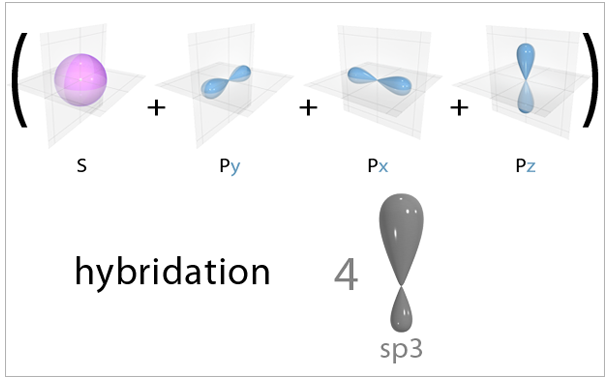 ( + + + )
S Py Px Pz
hybridation 4
sp3